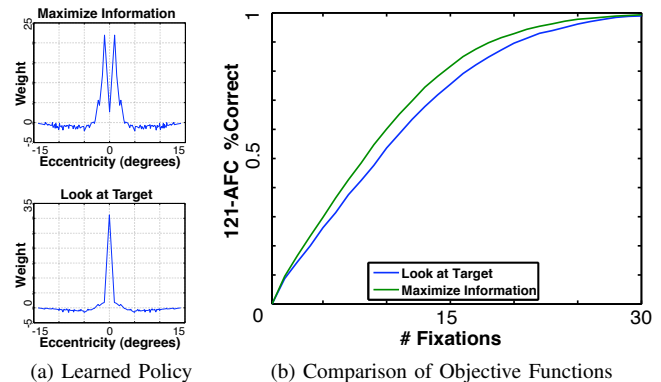 Maximize Information
Weight
25
0
-5
-15
0
15
Eccentricity (degrees)
Look at Target
Weight
35
0
-5
-15
0
15
Eccentricity (degrees)
(a) Learned Policy
121-AFC %Correct
1
0.5
0
15
30
# Fixations
Look at Target
Maximize Information
(b) Comparison of Objective Functions